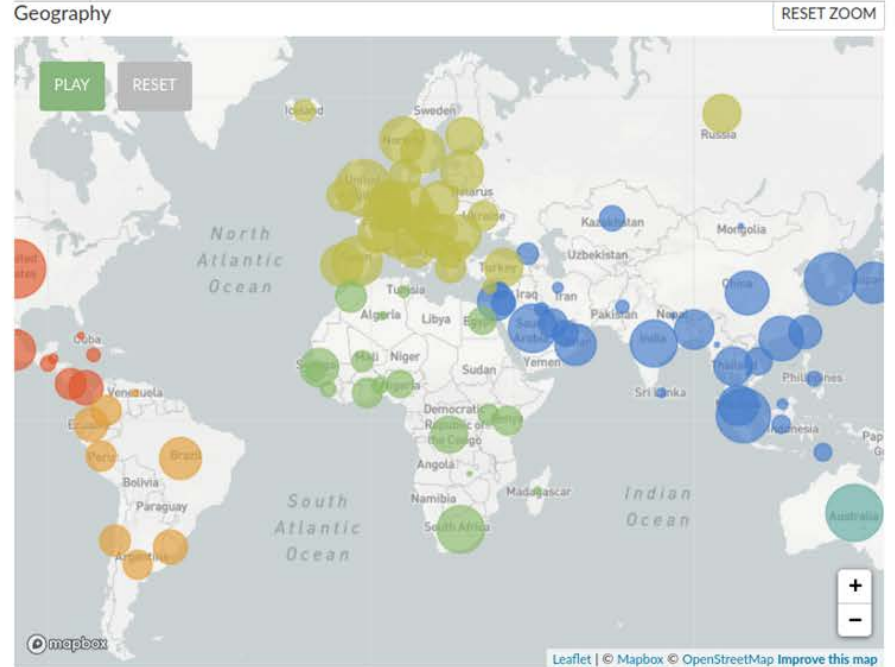 Geography
RESET ZOOM
PLAY
RESET
Iceland
Sweden
Norway
Russia
United
Belarus
Ukraine
Kazakhstan
Mongolia
North
Atlantic
Ocean
Uzbekistan
Turkey
China
Tunisia
Iraq
Iran
Algeria
Libya
Egypt
Pakistan
Nepal
Saudi
Arabia
India
Cuba
Mali
Niger
Sudan
Yemen
Thailand
Philippines
Nigeria
Sri Lanka
Venezuela
Democratic
Republic of
the Congo
Kenya
Indonesia
Ecuador
Peru
Brazil
Angola
Bolivia
Namibia
Madagascar
Paraguay
South
Atlantic
Ocean
Indian
Ocean
South Africa
Australia
Argentina
+
−
mapbox
Leaflet | © Mapbox © OpenStreetMap Improve this map